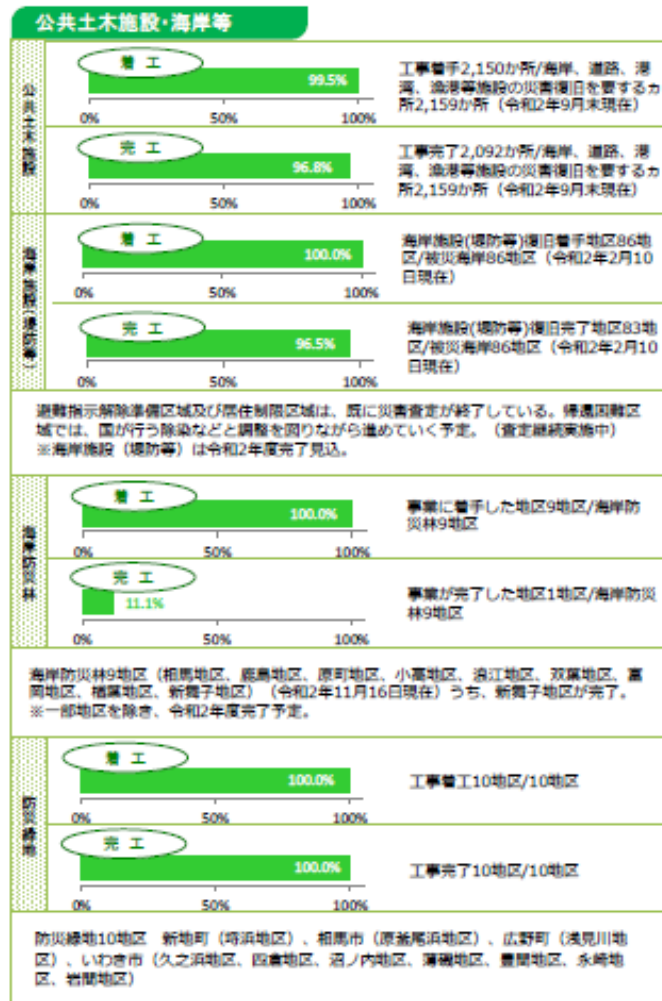 公共土木施設・海岸等
公共土木施設
着 工
99.5%
0% 50% 100%
工事着手2,150か所/海岸、道路、港
湾、漁港等施設の災害復旧を要するヵ
所2,159か所（令和2年9月末現在）
完 工
96.8%
0% 50% 100%
工事完了2,092か所/海岸、道路、港
湾、漁港等施設の災害復旧を要するヵ
所2,159か所（令和2年9月末現在）
海岸施設(堤防等)
着 工
100.0%
0% 50% 100%
海岸施設(堤防等)復旧着手地区86地
区/被災海岸86地区（令和2年2月10
日現在）
完 工
96.5%
0% 50% 100%
海岸施設(堤防等)復旧完了地区83地
区/被災海岸86地区（令和2年2月10
日現在）
避難指示解除準備区域及び居住制限区域は、既に災害査定が終了している。帰還困難区
域では、国が行う除染などと調整を図りながら進めていく予定。（査定継続実施中）
※海岸施設（堤防等）は令和2年度完了見込。
海岸防災林
着 工
100.0%
0% 50% 100%
事業に着手した地区9地区/海岸防
災林9地区
完 工
11.1%
0% 50% 100%
事業が完了した地区1地区/海岸防災
林9地区
海岸防災林9地区（相馬地区、鹿島地区、原町地区、小高地区、浪江地区、双葉地区、富
岡地区、楢葉地区、新舞子地区）（令和2年11月16日現在）うち、新舞子地区が完了。
※一部地区を除き、令和2年度完了予定。
防災緑地
着 工
100.0%
0% 50% 100%
工事着工10地区/10地区
完 工
100.0%
0% 50% 100%
工事完了10地区/10地区
防災緑地10地区　新地町（埓浜地区）、相馬市（原釜尾浜地区）、広野町（浅見川地
区）、いわき市（久之浜地区、四倉地区、沼ノ内地区、薄磯地区、豊間地区、永崎地
区、岩間地区）